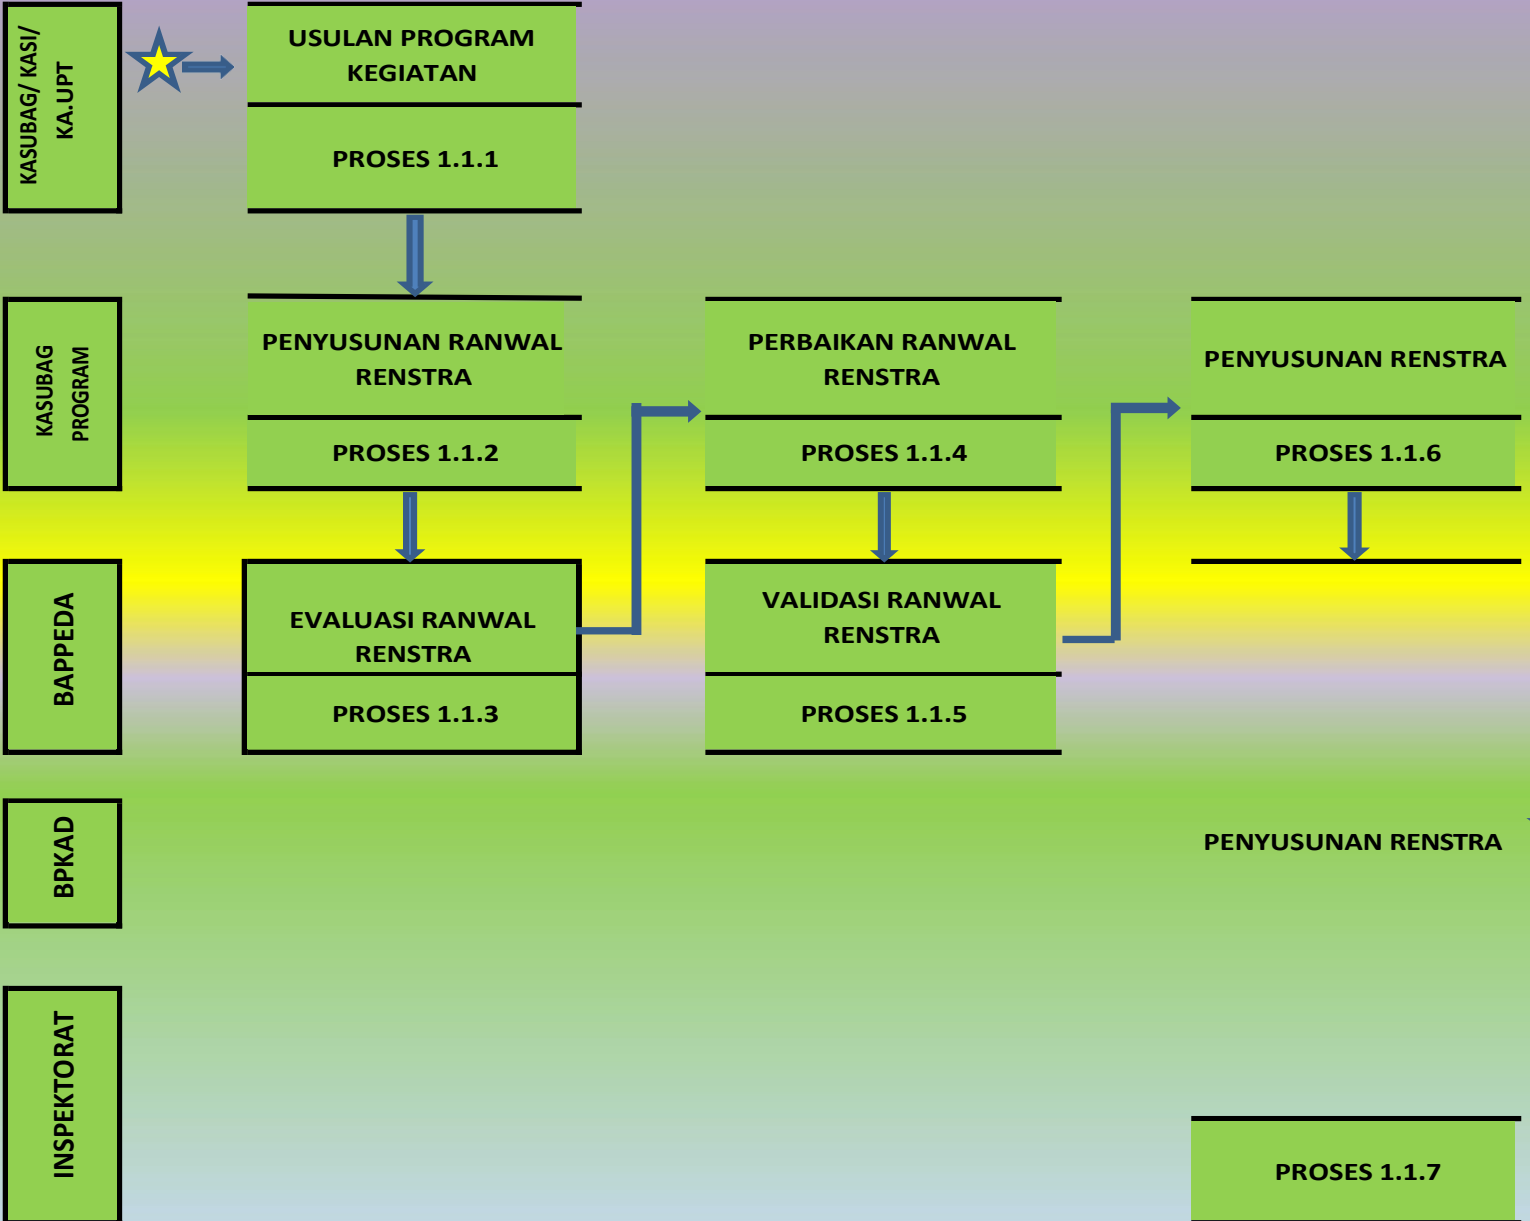 KASUBAG/ KASI/
KA.UPT
USULAN PROGRAM
KEGIATAN
PROSES 1.1.1
KASUBAG
PROGRAM
PENYUSUNAN RANWAL
RENSTRA
PROSES 1.1.2
PERBAIKAN RANWAL
RENSTRA
PROSES 1.1.4
PENYUSUNAN RENSTRA
PROSES 1.1.6
BAPPEDA
EVALUASI RANWAL
RENSTRA
PROSES 1.1.3
VALIDASI RANWAL
RENSTRA
PROSES 1.1.5
BPKAD
PENYUSUNAN RENSTRA
INSPEKTORAT
PROSES 1.1.7